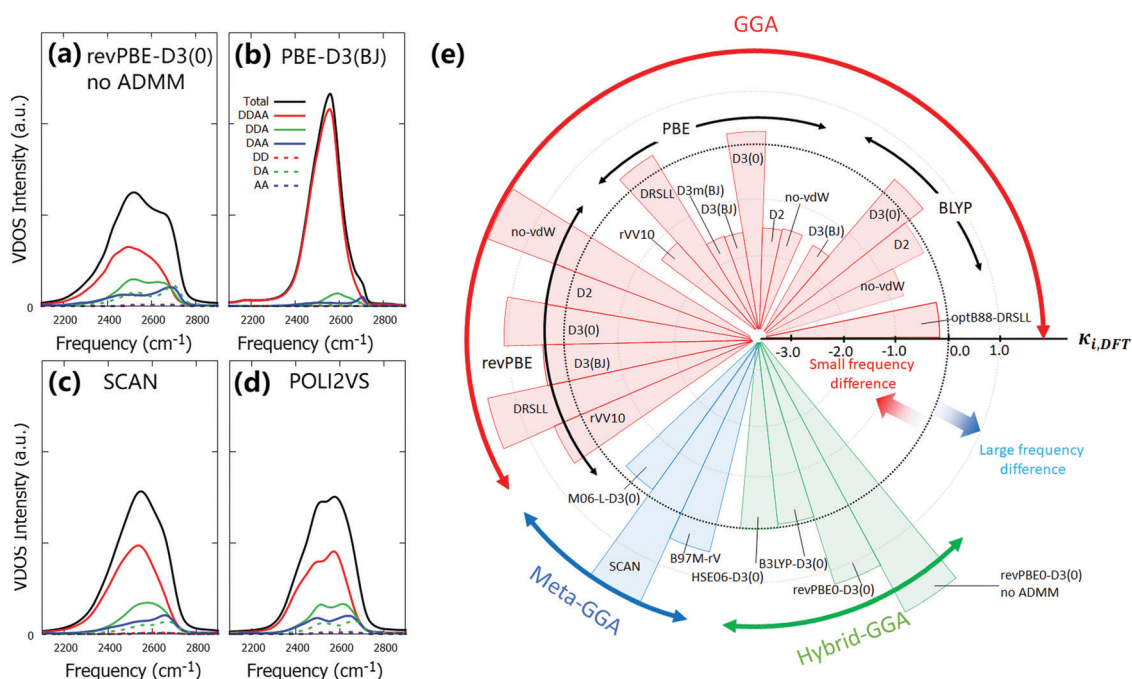 (a) revPBE-D3(0)
no ADMM
(b) PBE-D3(BJ)
Total
DDAA
DDA
DAA
DD
DA
AA
VDOS Intensity (a.u.)
0
2200 2400 2600 2800
2200 2400 2600 2800
Frequency (cm-1)
Frequency (cm-1)
(c) SCAN
(d) POLI2VS
VDOS Intensity (a.u.)
0
2200 2400 2600 2800
2200 2400 2600 2800
Frequency (cm-1)
Frequency (cm-1)
(e)
GGA
PBE
BLYP
revPBE
D3(0)
DRSLL
D3m(BJ)
D3(BJ)
rVV10
D2
no-vdW
D3(BJ)
D3(0)
D2
no-vdW
optB88-DRSLL
no-vdW
D2
D3(0)
D3(BJ)
DRSLL
rVV10
-3.0 -2.0 -1.0 0.0 1.0
κi,DFT
Small frequency
difference
Large frequency
difference
M06-L-D3(0)
SCAN
B97M-rV
HSE06-D3(0)
B3LYP-D3(0)
revPBE0-D3(0)
revPBE0-D3(0)
no ADMM
Meta-GGA
Hybrid-GGA